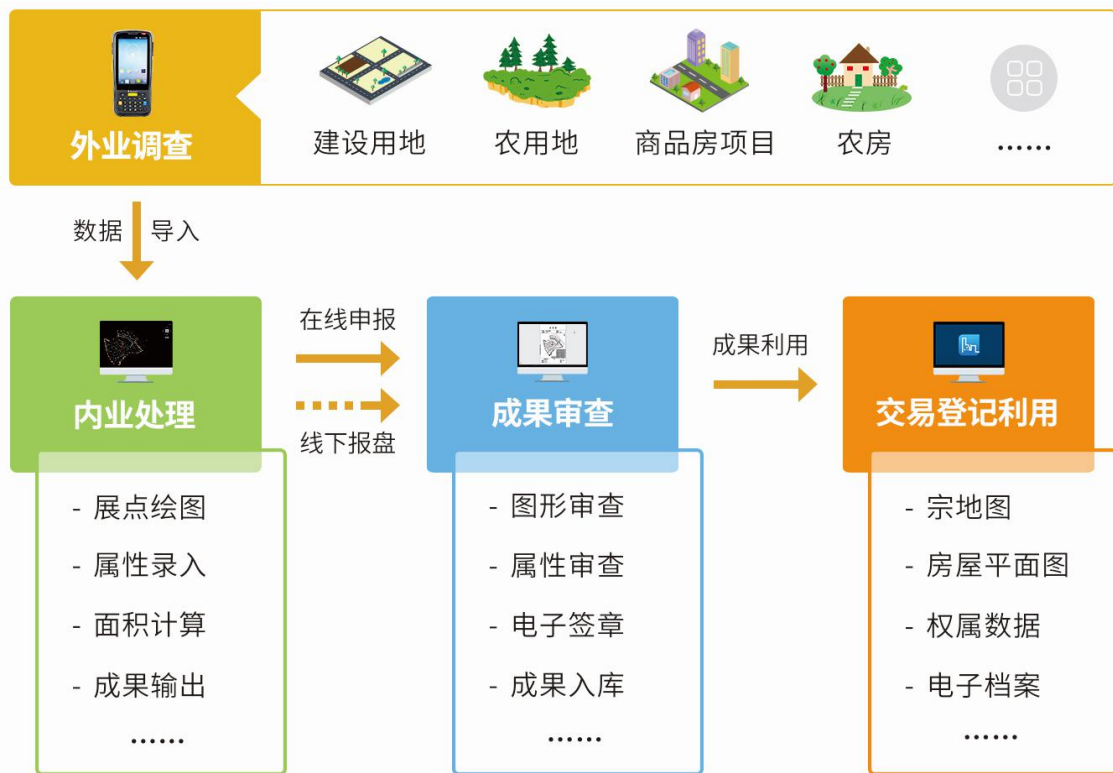 外业调查
建设用地
农用地
商品房项目
农房
……
数据 导入
内业处理
在线申报
线下报盘
成果审查
成果利用
交易登记利用
- 展点绘图
- 属性录入
- 面积计算
- 成果输出
……
- 图形审查
- 属性审查
- 电子签章
- 成果入库
……
- 宗地图
- 房屋平面图
- 权属数据
- 电子档案
……